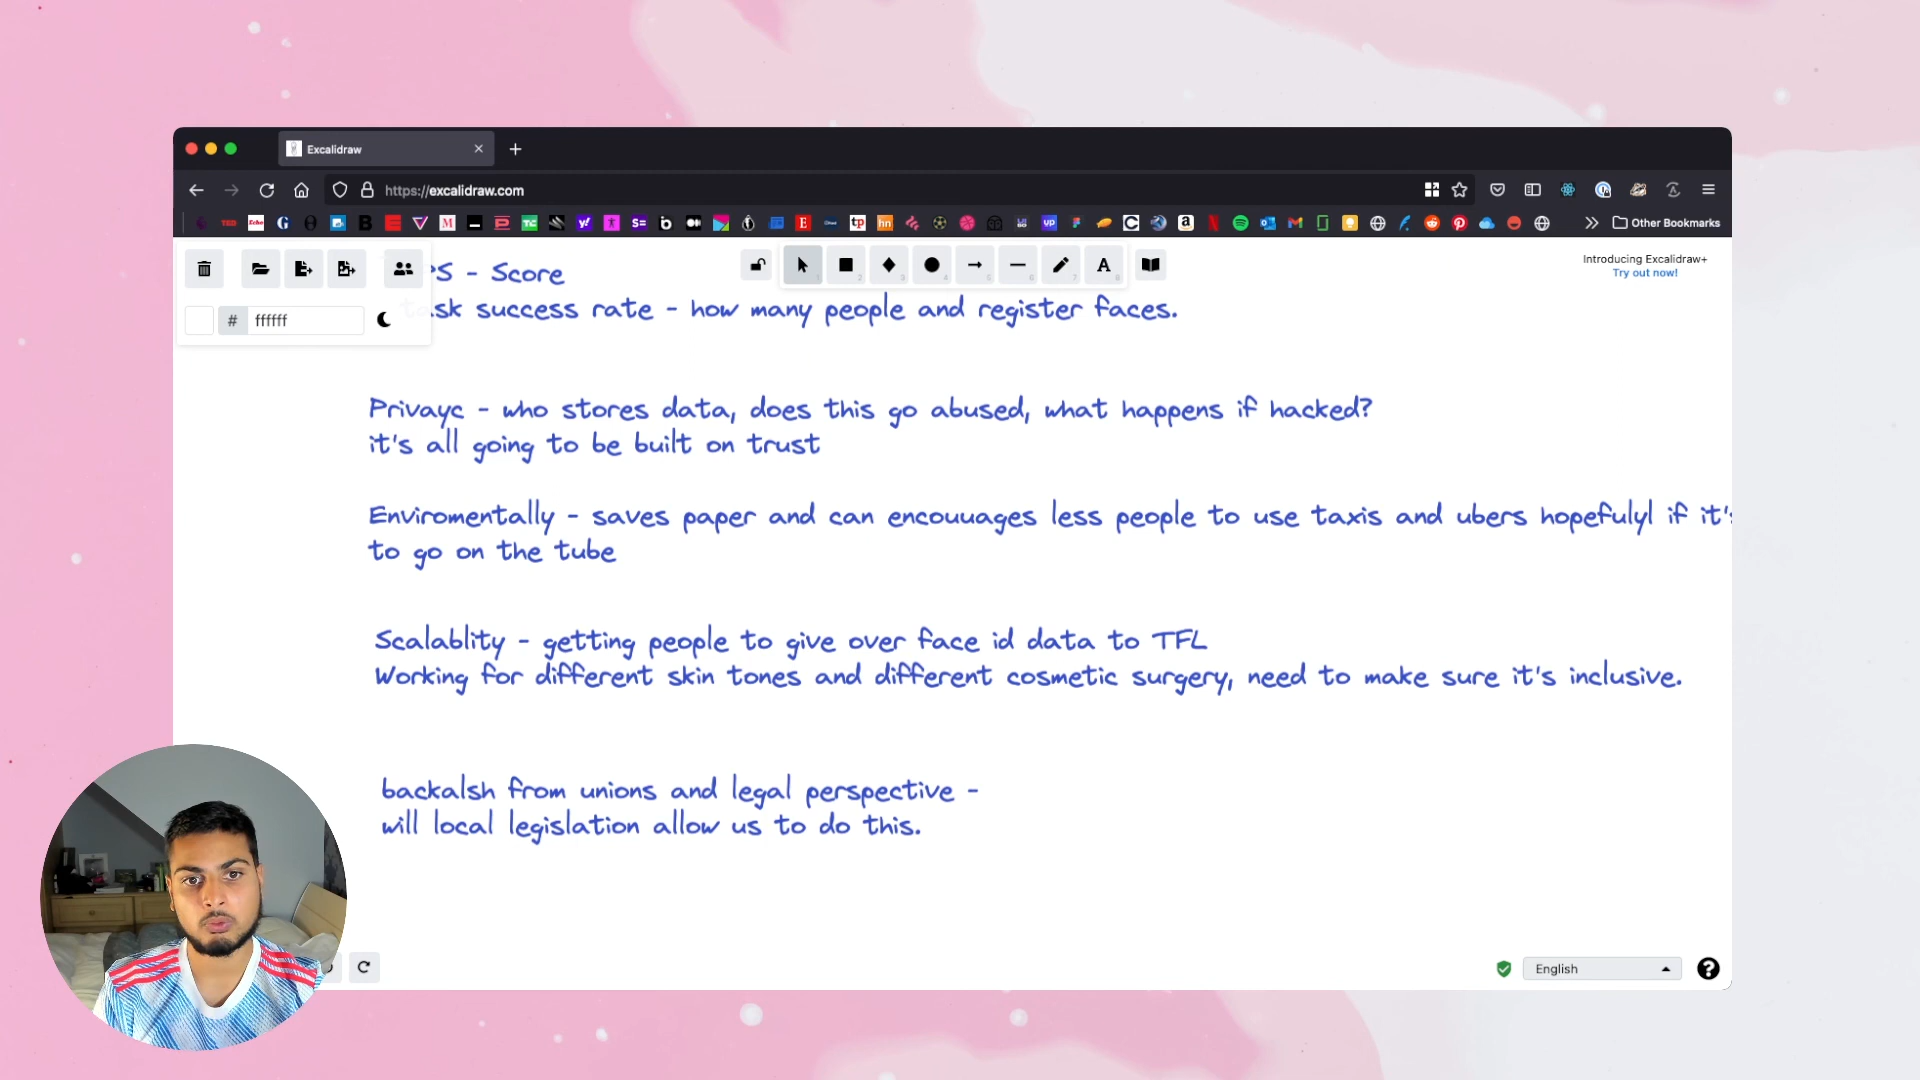 Excalidraw
https://excalidraw.com
Other Bookmarks
PS - Score
task success rate - how many people and register faces.
# ffffff
Introducing Excalidraw+
Try out now!
Privayc - who stores data, does this go abused, what happens if hacked?
it's all going to be built on trust
Enviromentally - saves paper and can encouuages less people to use taxis and ubers hopefulyl if it's
to go on the tube
Scalablity - getting people to give over face id data to TFL
Working for different skin tones and different cosmetic surgery, need to make sure it's inclusive.
backalsh from unions and legal perspective -
will local legislation allow us to do this.
English